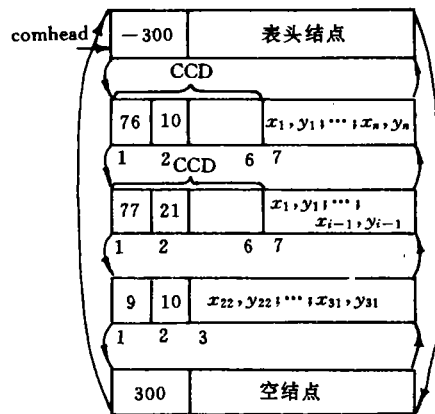 comhead
−300 表头结点
CCD
76 10 x₁,y₁;⋯;xₙ,yₙ
1 2 6 7
CCD
77 21 x₁,y₁;⋯;
xᵢ₋₁,yᵢ₋₁
1 2 6 7
9 10 x₂₂,y₂₂;⋯;x₃₁,y₃₁
1 2 3
300 空结点